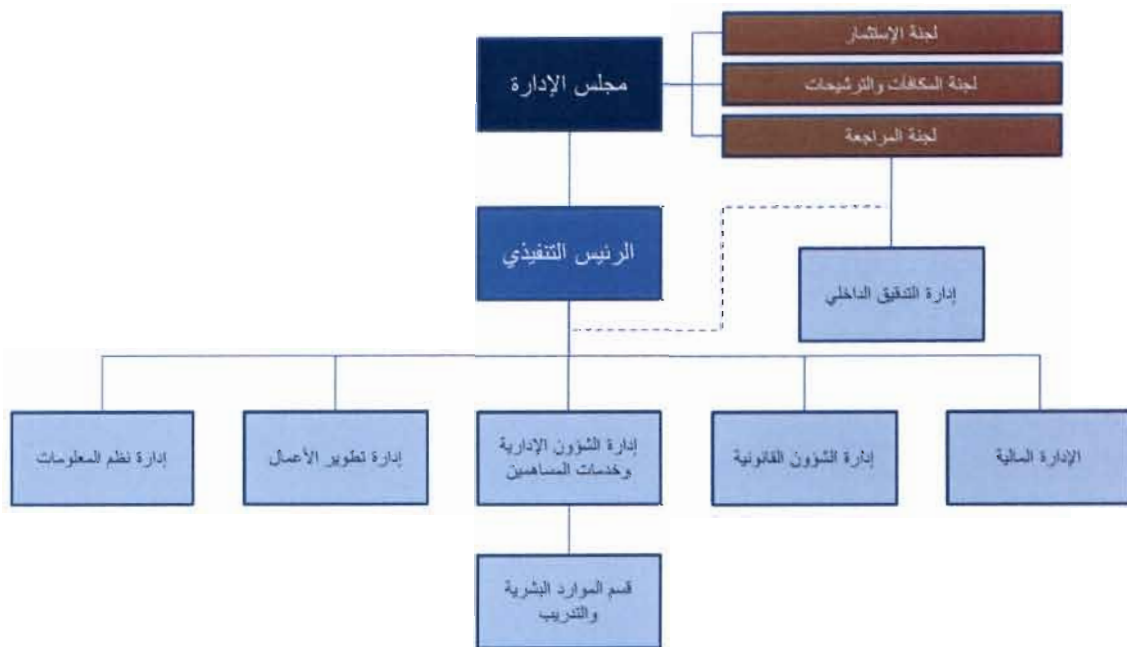 لجنة الإستثمار
مجلس الإدارة
لجنة المكافآت والترشيحات
لجنة المراجعة
الرئيس التنفيذي
إدارة التدقيق الداخلي
الإدارة المالية
إدارة الشؤون القانونية
إدارة الشؤون الإدارية
وخدمات المساهمين
إدارة تطوير الأعمال
إدارة نظم المعلومات
قسم الموارد البشرية
والتدريب